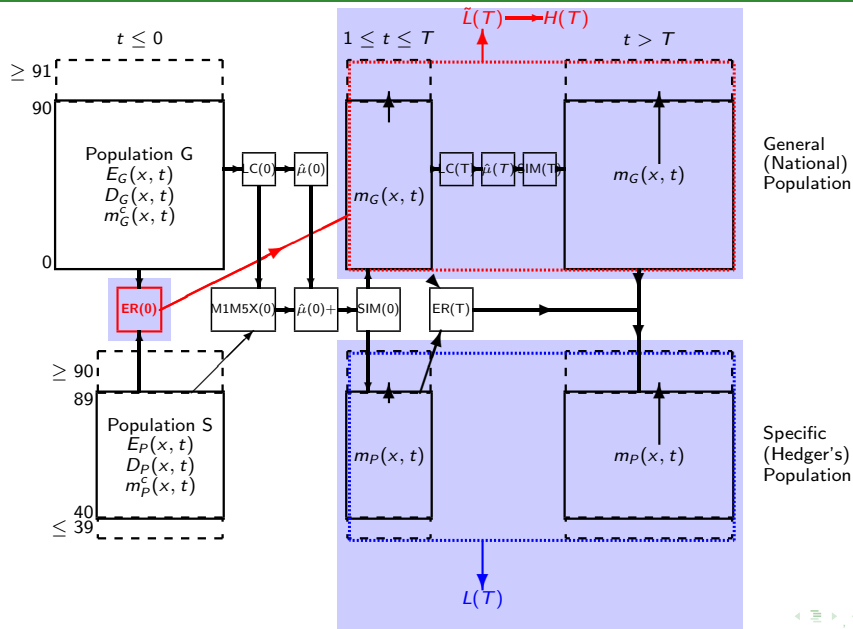 L̃(T) H(T)
t ≤ 0
1 ≤ t ≤ T
t > T
≥ 91
90
Population G
E_G(x, t)
D_G(x, t)
m_G^c(x, t)
0
LC(0)
μ̂(0)
m_G(x, t)
LC(T)
μ̂(T)
SIM(T)
m_G(x, t)
General
(National)
Population
ER(0)
M1M5X(0)
μ̂(0)+
SIM(0)
ER(T)
≥ 90
89
Population S
E_P(x, t)
D_P(x, t)
m_P^c(x, t)
40
≤ 39
m_P(x, t)
m_P(x, t)
Specific
(Hedger's)
Population
L(T)